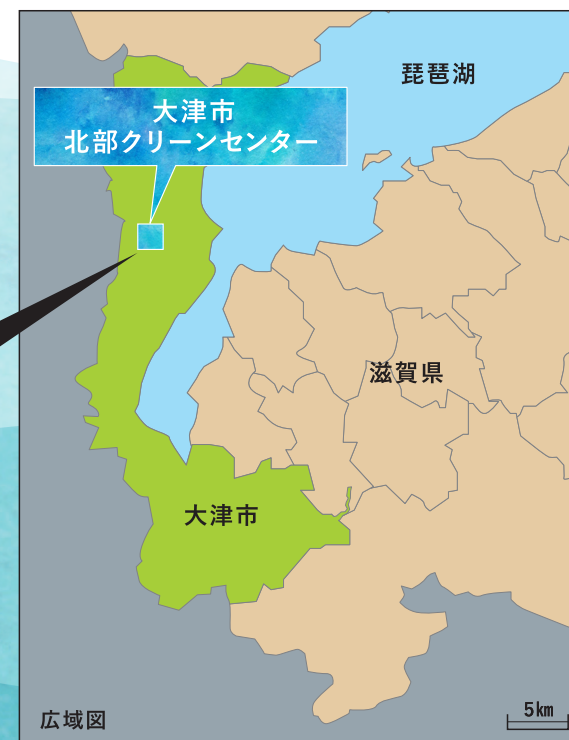 琵琶湖
大津市
北部クリーンセンター
滋賀県
大津市
広域図
5km